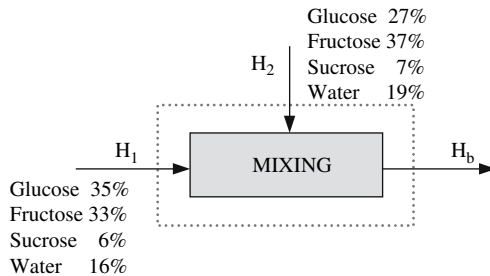 Glucose 27%
Fructose 37%
Sucrose 7%
Water 19%
H2
H1
MIXING
Hb
Glucose 35%
Fructose 33%
Sucrose 6%
Water 16%